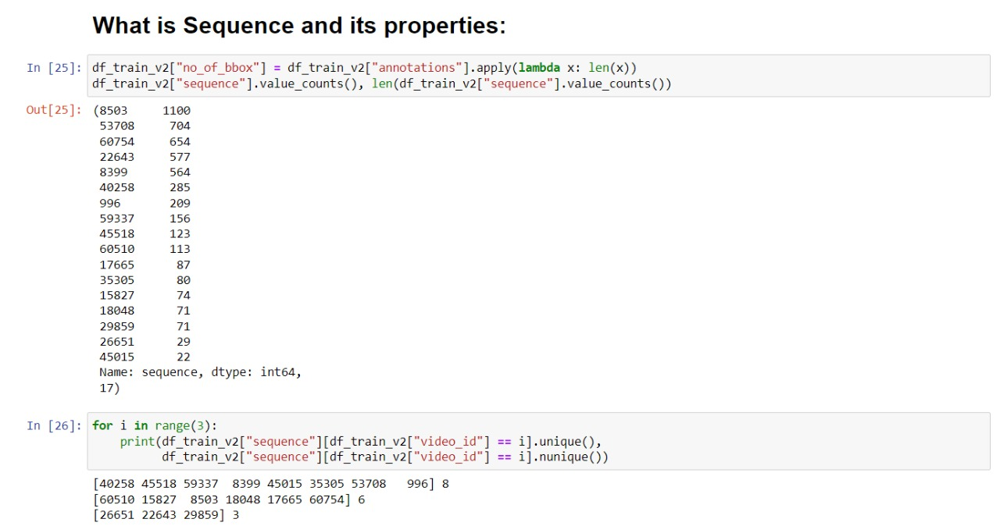 What is Sequence and its properties:
In [25]: df_train_v2["no_of_bbox"] = df_train_v2["annotations"].apply(lambda x: len(x))
df_train_v2["sequence"].value_counts(), len(df_train_v2["sequence"].value_counts())
Out[25]: (8503     1100
 53708     704
 60754     654
 22643     577
 8399      564
 40258     285
 996       209
 59337     156
 45518     123
 60510     113
 17665      87
 35305      80
 15827      74
 18048      71
 29859      71
 26651      29
 45015      22
 Name: sequence, dtype: int64,
 17)
In [26]: for i in range(3):
    print(df_train_v2["sequence"][df_train_v2["video_id"] == i].unique(),
          df_train_v2["sequence"][df_train_v2["video_id"] == i].nunique())
[40258 45518 59337  8399 45015 35305 53708   996] 8
[60510 15827  8503 18048 17665 60754] 6
[26651 22643 29859] 3